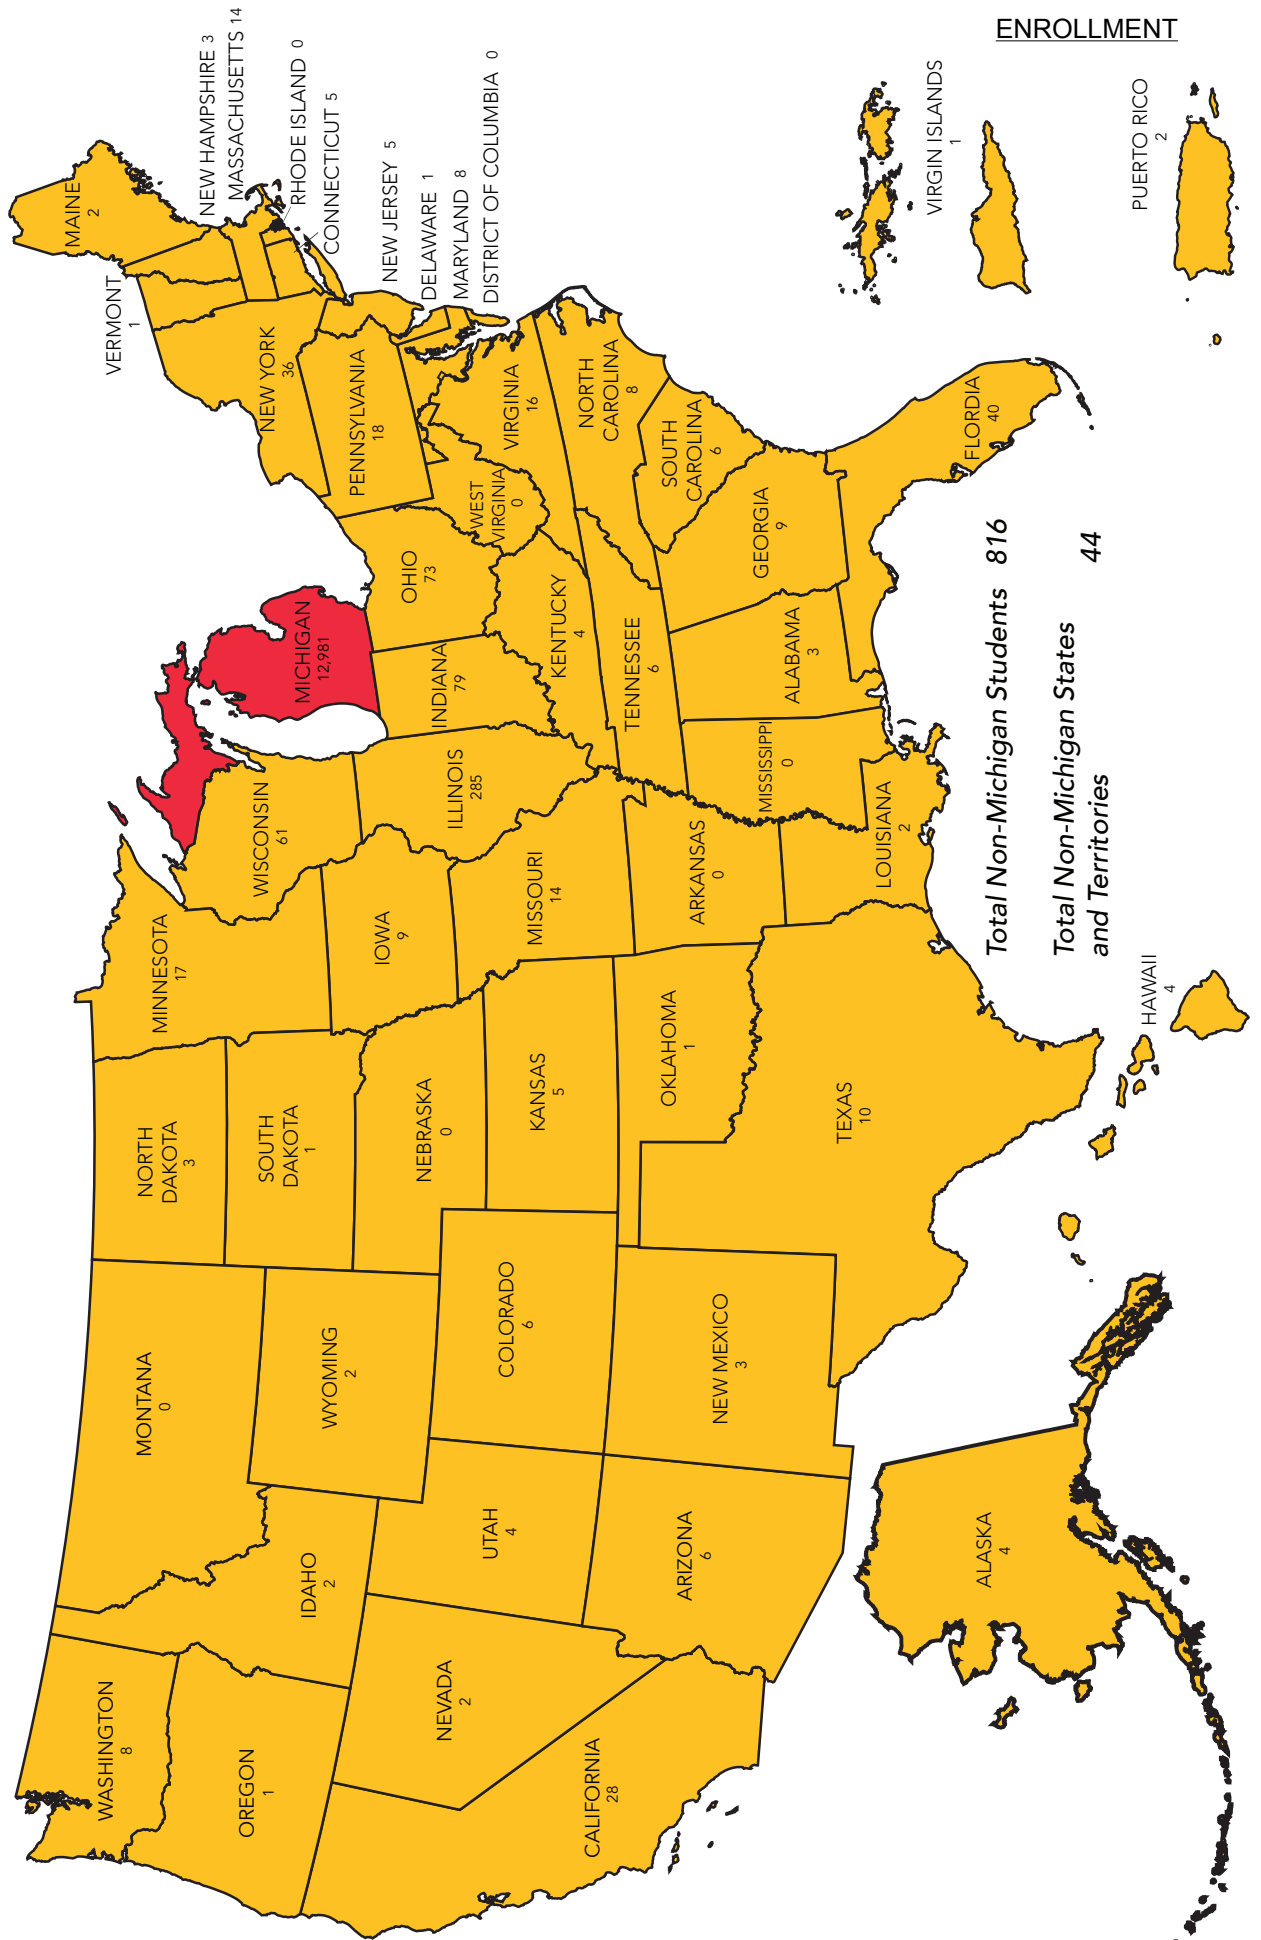 ENROLLMENT
WASHINGTON
8
OREGON
1
CALIFORNIA
28
NEVADA
2
IDAHO
2
MONTANA
0
WYOMING
2
UTAH
4
ARIZONA
6
COLORADO
6
NEW MEXICO
3
NORTH
DAKOTA
3
SOUTH
DAKOTA
1
NEBRASKA
0
KANSAS
5
OKLAHOMA
1
TEXAS
10
MINNESOTA
17
IOWA
9
MISSOURI
14
ARKANSAS
0
LOUISIANA
2
WISCONSIN
61
ILLINOIS
285
MISSISSIPPI
0
MICHIGAN
12,981
INDIANA
79
OHIO
73
KENTUCKY
4
TENNESSEE
6
ALABAMA
3
GEORGIA
9
FLORDIA
40
SOUTH
CAROLINA
6
NORTH
CAROLINA
8
VIRGINIA
16
WEST
VIRGINIA
0
PENNSYLVANIA
18
NEW YORK
36
VERMONT
1
MAINE
2
NEW HAMPSHIRE 3
MASSACHUSETTS 14
RHODE ISLAND 0
CONNECTICUT 5
NEW JERSEY 5
DELAWARE 1
MARYLAND 8
DISTRICT OF COLUMBIA 0
ALASKA
4
HAWAII
4
VIRGIN ISLANDS
1
PUERTO RICO
2
Total Non-Michigan Students 816
Total Non-Michigan States
and Territories 44